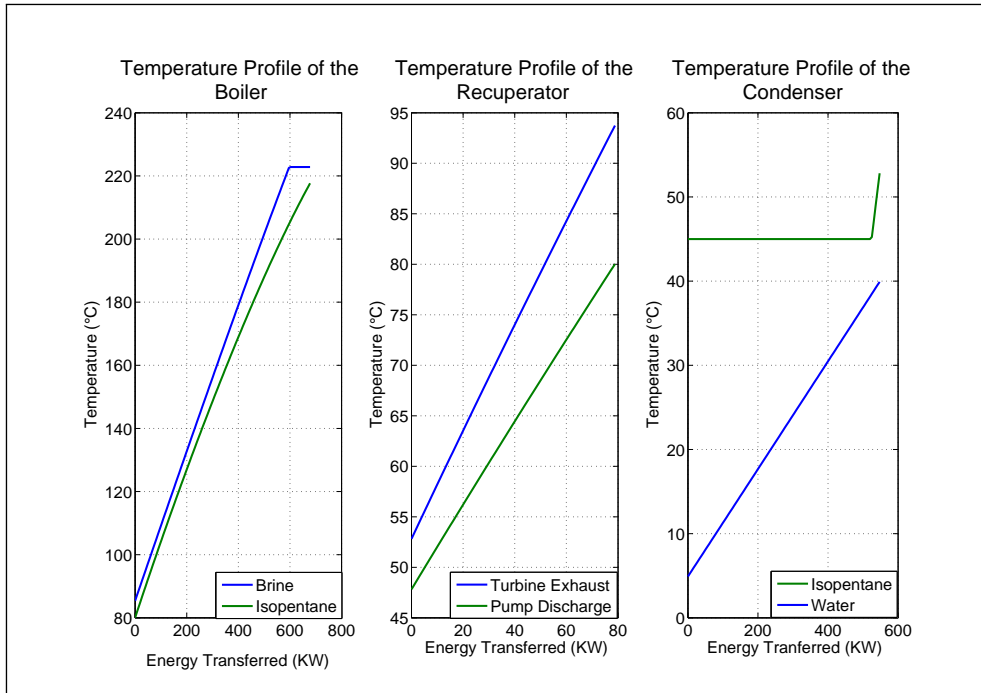 Temperature Profile of the
Boiler
240
220
200
180
160
140
120
100
80
0
200
400
600
800
Temperature (°C)
Energy Transferred (KW)
Brine
Isopentane
Temperature Profile of the
Recuperator
95
90
85
80
75
70
65
60
55
50
45
0
20
40
60
80
Temperature (°C)
Energy Transferred (KW)
Turbine Exhaust
Pump Discharge
Temperature Profile of the
Condenser
60
50
40
30
20
10
0
0
200
400
600
Temperature (°C)
Energy Transferred (KW)
Isopentane
Water